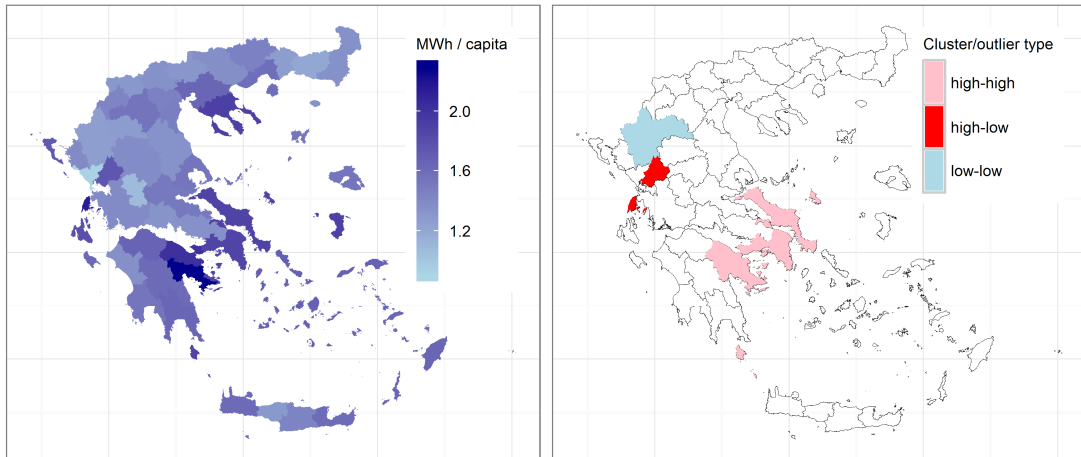 MWh / capita
2.0
1.6
1.2
Cluster/outlier type
high-high
high-low
low-low